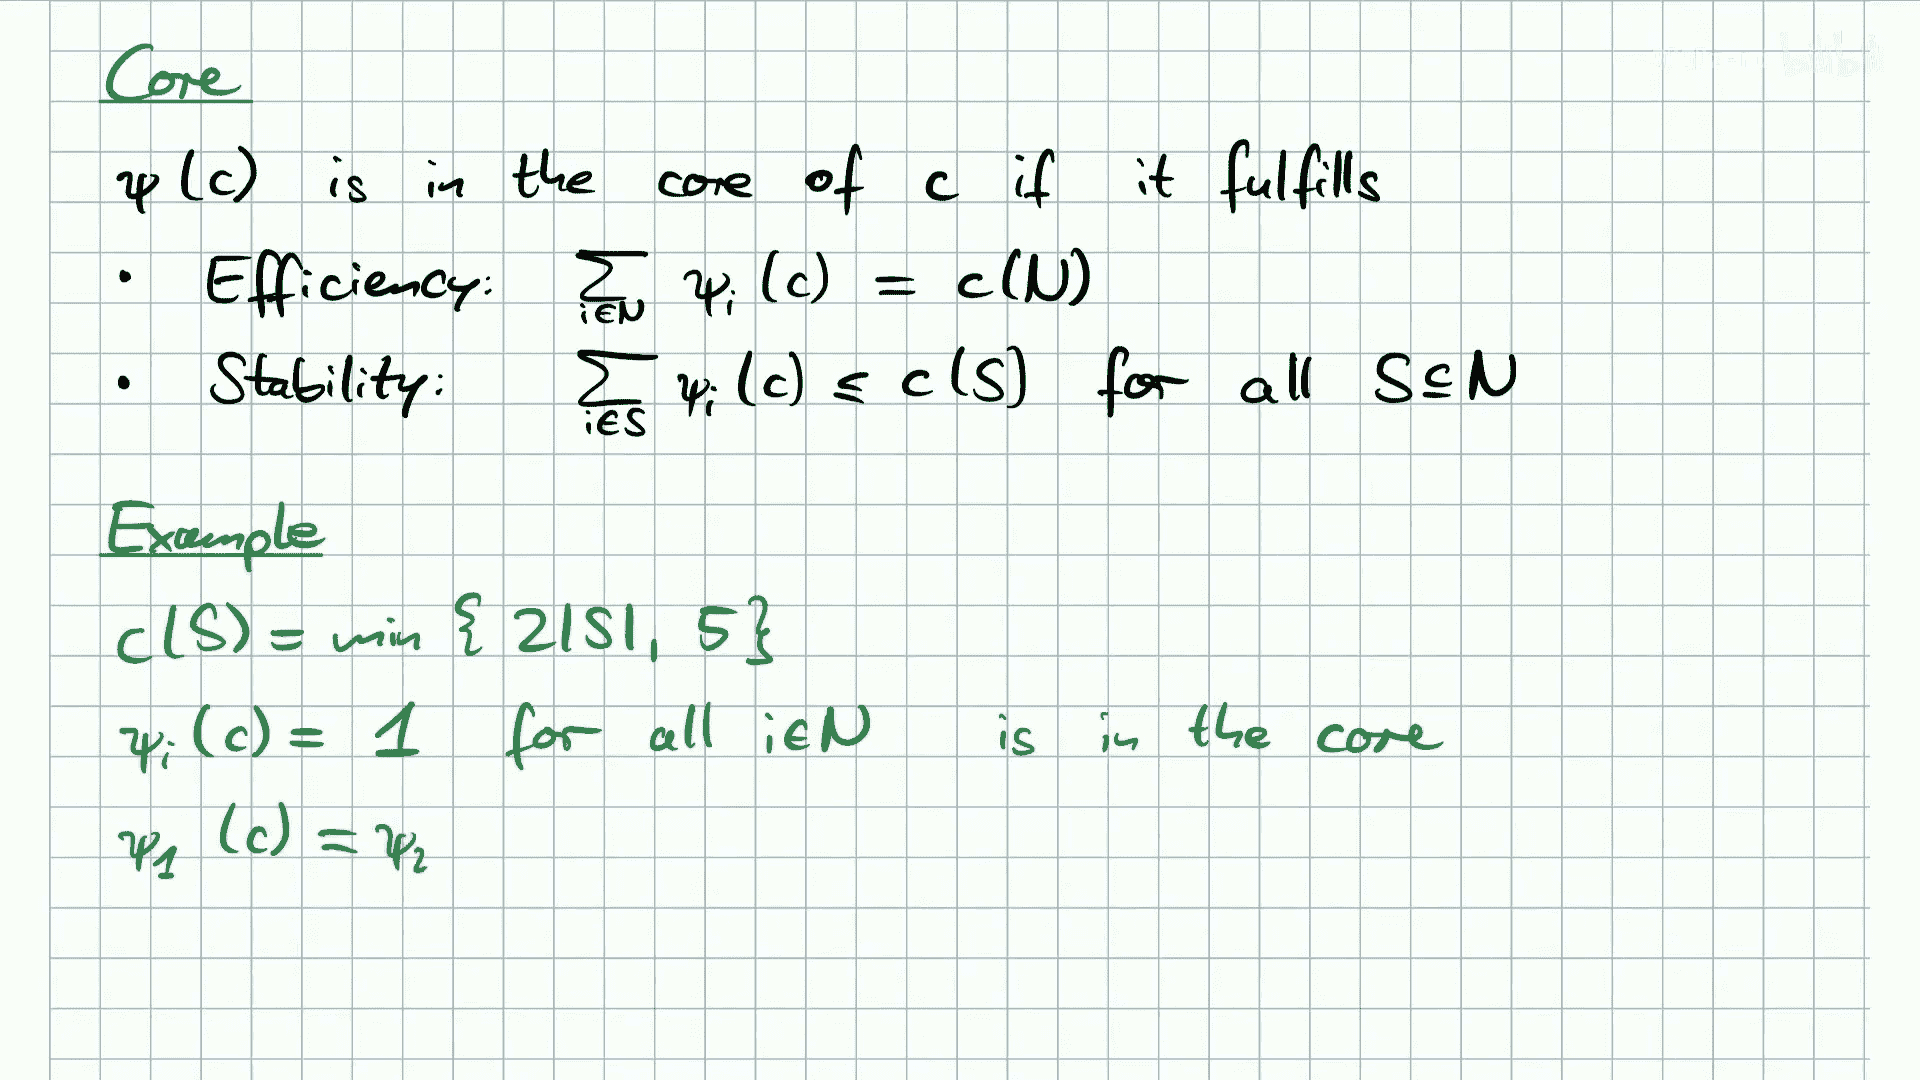 Core
ψ(c) is in the core of c if it fulfills
• Efficiency: ∑_{i∈N} ψ_i(c) = c(N)
• Stability: ∑_{i∈S} ψ_i(c) ≤ c(S) for all S⊆N
Example
c(S) = min { 2|S|, 5}
ψ_i(c) = 1 for all i∈N is in the core
ψ_1 (c) = ψ_2